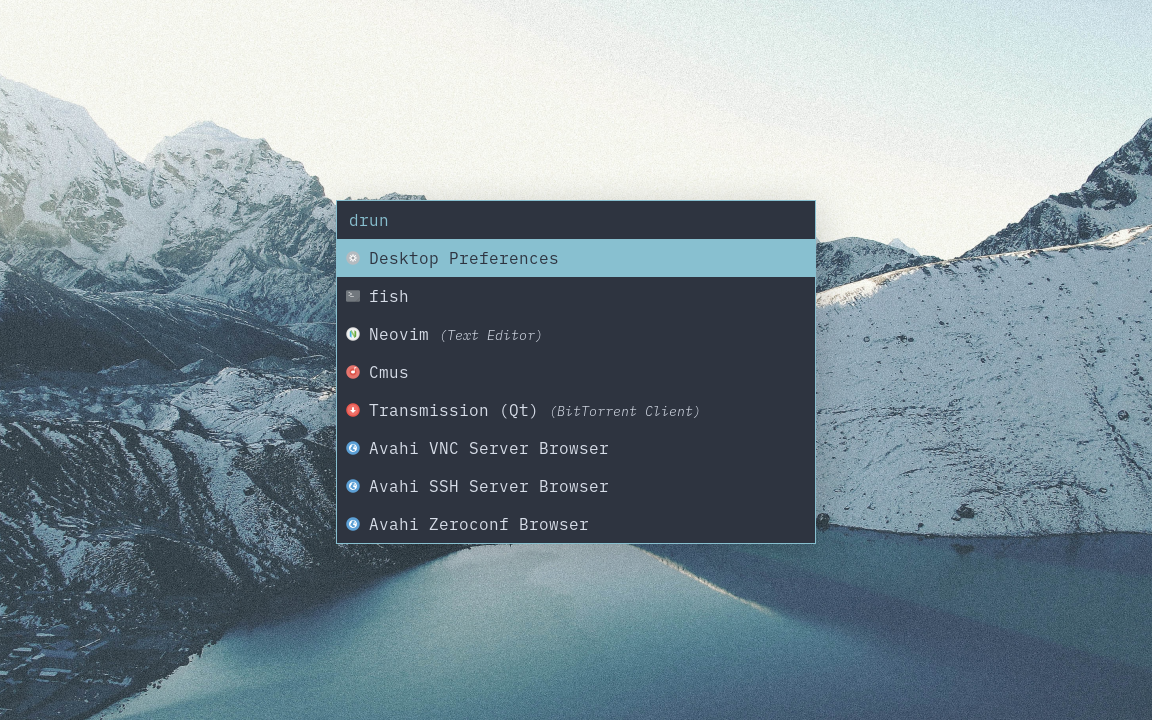 drun
Desktop Preferences
fish
Neovim (Text Editor)
Cmus
Transmission (Qt) (BitTorrent Client)
Avahi VNC Server Browser
Avahi SSH Server Browser
Avahi Zeroconf Browser